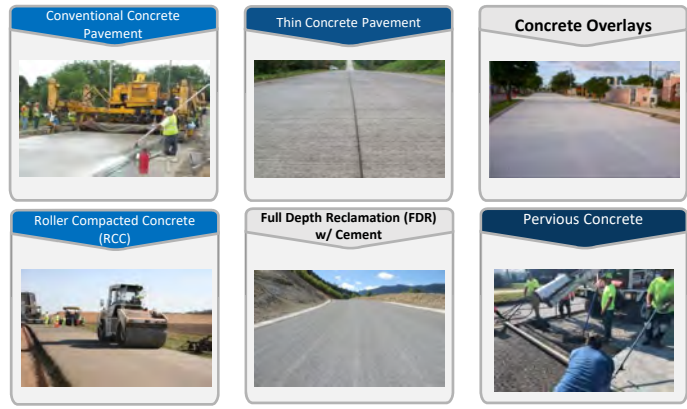 Conventional Concrete
Pavement
Thin Concrete Pavement
Concrete Overlays
Roller Compacted Concrete
(RCC)
Full Depth Reclamation (FDR)
w/ Cement
Pervious Concrete